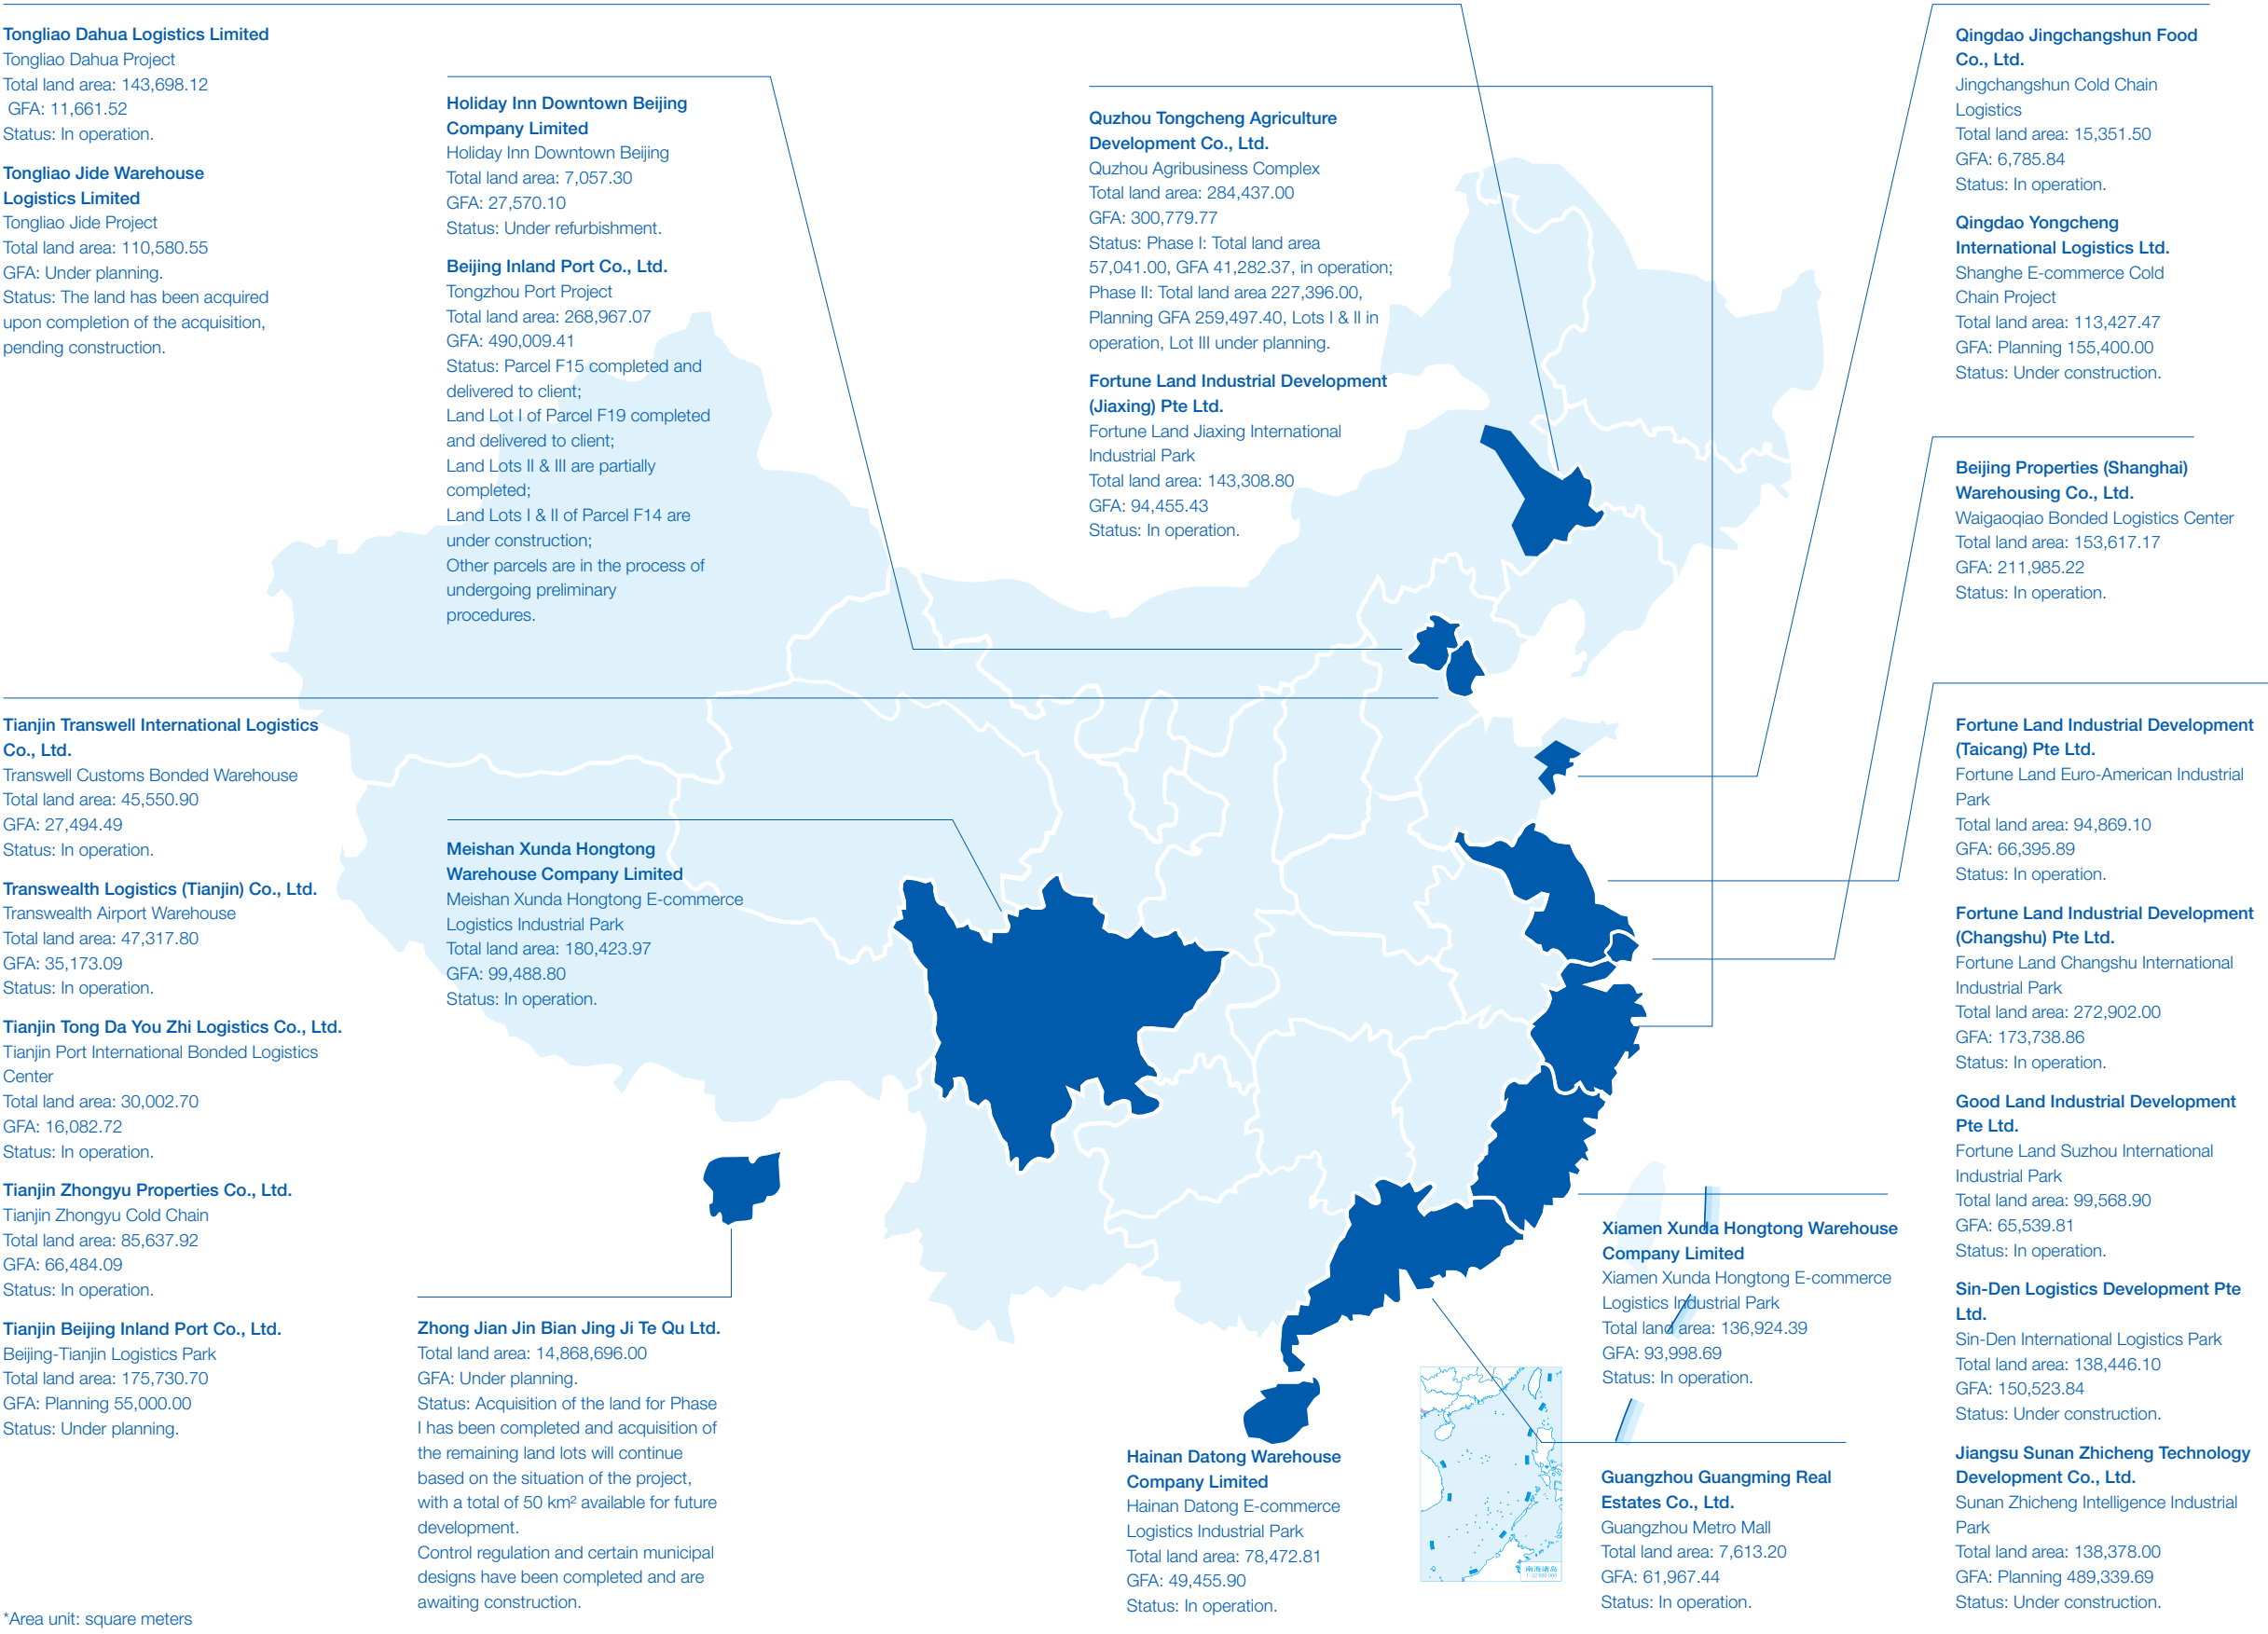 Tongliao Dahua Logistics Limited
Tongliao Dahua Project
Total land area: 143,698.12
GFA: 11,661.52
Status: In operation.
Tongliao Jide Warehouse
Logistics Limited
Tongliao Jide Project
Total land area: 110,580.55
GFA: Under planning.
Status: The land has been acquired
upon completion of the acquisition,
pending construction.
Holiday Inn Downtown Beijing
Company Limited
Holiday Inn Downtown Beijing
Total land area: 7,057.30
GFA: 27,570.10
Status: Under refurbishment.
Beijing Inland Port Co., Ltd.
Tongzhou Port Project
Total land area: 268,967.07
GFA: 490,009.41
Status: Parcel F15 completed and
delivered to client;
Land Lot I of Parcel F19 completed
and delivered to client;
Land Lots II & III are partially
completed;
Land Lots I & II of Parcel F14 are
under construction;
Other parcels are in the process of
undergoing preliminary
procedures.
Quzhou Tongcheng Agriculture
Development Co., Ltd.
Quzhou Agribusiness Complex
Total land area: 284,437.00
GFA: 300,779.77
Status: Phase I: Total land area
57,041.00, GFA 41,282.37, in operation;
Phase II: Total land area 227,396.00,
Planning GFA 259,497.40, Lots I & II in
operation, Lot III under planning.
Fortune Land Industrial Development
(Jiaxing) Pte Ltd.
Fortune Land Jiaxing International
Industrial Park
Total land area: 143,308.80
GFA: 94,455.43
Status: In operation.
Qingdao Jingchangshun Food
Co., Ltd.
Jingchangshun Cold Chain
Logistics
Total land area: 15,351.50
GFA: 6,785.84
Status: In operation.
Qingdao Yongcheng
International Logistics Ltd.
Shanghe E-commerce Cold
Chain Project
Total land area: 113,427.47
GFA: Planning 155,400.00
Status: Under construction.
Beijing Properties (Shanghai)
Warehousing Co., Ltd.
Waigaoqiao Bonded Logistics Center
Total land area: 153,617.17
GFA: 211,985.22
Status: In operation.
Tianjin Transwell International Logistics
Co., Ltd.
Transwell Customs Bonded Warehouse
Total land area: 45,550.90
GFA: 27,494.49
Status: In operation.
Transwealth Logistics (Tianjin) Co., Ltd.
Transwealth Airport Warehouse
Total land area: 47,317.80
GFA: 35,173.09
Status: In operation.
Tianjin Tong Da You Zhi Logistics Co., Ltd.
Tianjin Port International Bonded Logistics
Center
Total land area: 30,002.70
GFA: 16,082.72
Status: In operation.
Tianjin Zhongyu Properties Co., Ltd.
Tianjin Zhongyu Cold Chain
Total land area: 85,637.92
GFA: 66,484.09
Status: In operation.
Tianjin Beijing Inland Port Co., Ltd.
Beijing-Tianjin Logistics Park
Total land area: 175,730.70
GFA: Planning 55,000.00
Status: Under planning.
Meishan Xunda Hongtong
Warehouse Company Limited
Meishan Xunda Hongtong E-commerce
Logistics Industrial Park
Total land area: 180,423.97
GFA: 99,488.80
Status: In operation.
Zhong Jian Jin Bian Jing Ji Te Qu Ltd.
Total land area: 14,868,696.00
GFA: Under planning.
Status: Acquisition of the land for Phase
I has been completed and acquisition of
the remaining land lots will continue
based on the situation of the project,
with a total of 50 km² available for future
development.
Control regulation and certain municipal
designs have been completed and are
awaiting construction.
Hainan Datong Warehouse
Company Limited
Hainan Datong E-commerce
Logistics Industrial Park
Total land area: 78,472.81
GFA: 49,455.90
Status: In operation.
南海诸岛
Xiamen Xunda Hongtong Warehouse
Company Limited
Xiamen Xunda Hongtong E-commerce
Logistics Industrial Park
Total land area: 136,924.39
GFA: 93,998.69
Status: In operation.
Guangzhou Guangming Real
Estates Co., Ltd.
Guangzhou Metro Mall
Total land area: 7,613.20
GFA: 61,967.44
Status: In operation.
Fortune Land Industrial Development
(Taicang) Pte Ltd.
Fortune Land Euro-American Industrial
Park
Total land area: 94,869.10
GFA: 66,395.89
Status: In operation.
Fortune Land Industrial Development
(Changshu) Pte Ltd.
Fortune Land Changshu International
Industrial Park
Total land area: 272,902.00
GFA: 173,738.86
Status: In operation.
Good Land Industrial Development
Pte Ltd.
Fortune Land Suzhou International
Industrial Park
Total land area: 99,568.90
GFA: 65,539.81
Status: In operation.
Sin-Den Logistics Development Pte
Ltd.
Sin-Den International Logistics Park
Total land area: 138,446.10
GFA: 150,523.84
Status: Under construction.
Jiangsu Sunan Zhicheng Technology
Development Co., Ltd.
Sunan Zhicheng Intelligence Industrial
Park
Total land area: 138,378.00
GFA: Planning 489,339.69
Status: Under construction.
*Area unit: square meters